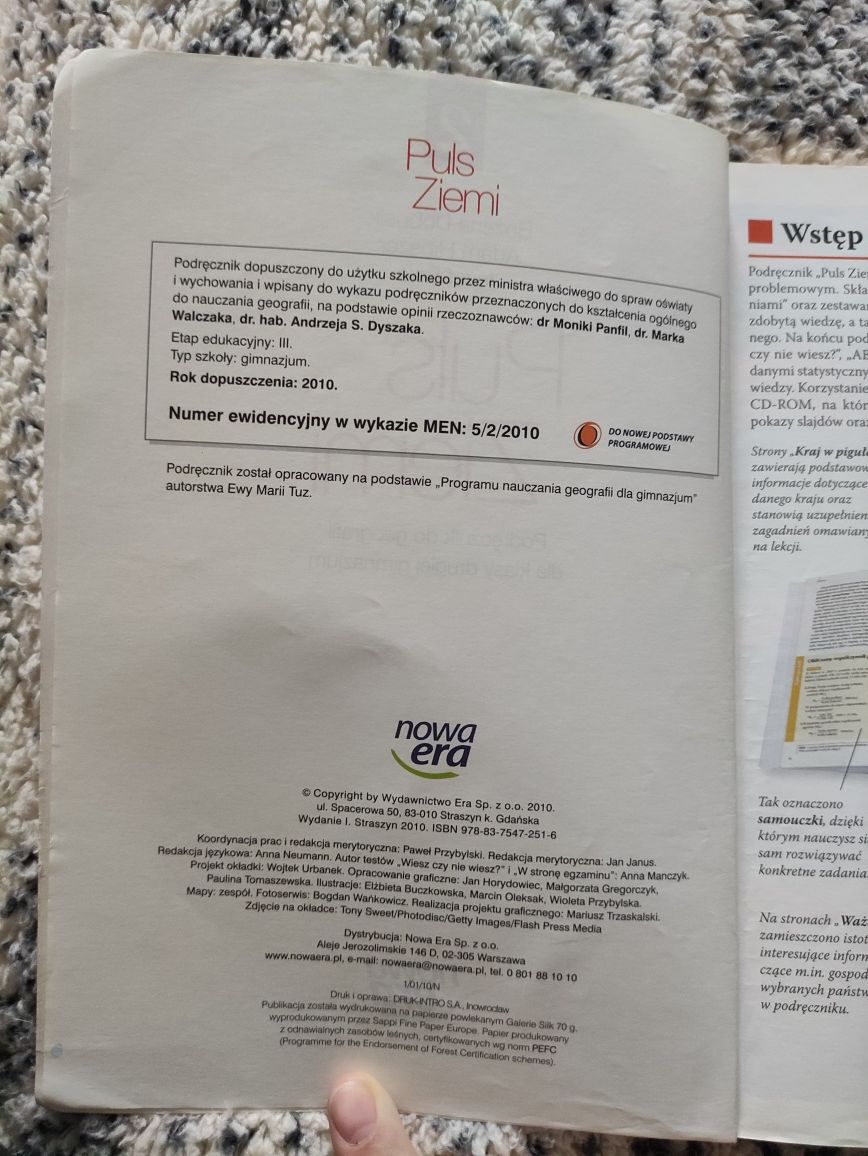 Puls
Ziemi
Podręcznik dopuszczony do użytku szkolnego przez ministra właściwego do spraw oświaty
i wychowania i wpisany do wykazu podręczników przeznaczonych do kształcenia ogólnego
do nauczania geografii, na podstawie opinii rzeczoznawców: dr Moniki Panfil, dr. Marka
Walczaka, dr. hab. Andrzeja S. Dyszaka.
Etap edukacyjny: III.
Typ szkoły: gimnazjum.
Rok dopuszczenia: 2010.
Numer ewidencyjny w wykazie MEN: 5/2/2010
DO NOWEJ PODSTAWY
PROGRAMOWEJ
Podręcznik został opracowany na podstawie „Programu nauczania geografii dla gimnazjum”
autorstwa Ewy Marii Tuz.
nowa
era
© Copyright by Wydawnictwo Era Sp. z o.o. 2010.
ul. Spacerowa 50, 83-010 Straszyn k. Gdańska
Wydanie I. Straszyn 2010. ISBN 978-83-7547-251-6
Koordynacja prac i redakcja merytoryczna: Paweł Przybylski. Redakcja merytoryczna: Jan Janus.
Redakcja językowa: Anna Neumann. Autor testów „Wiesz czy nie wiesz?” i „W stronę egzaminu”: Anna Manczyk.
Projekt okładki: Wojtek Urbanek. Opracowanie graficzne: Jan Horydowiec, Małgorzata Gregorczyk,
Paulina Tomaszewska. Ilustracje: Elżbieta Buczkowska, Marcin Oleksak, Wioleta Przybylska.
Mapy: zespół. Fotoserwis: Bogdan Wańkowicz. Realizacja projektu graficznego: Mariusz Trzaskalski.
Zdjęcie na okładce: Tony Sweet/Photodisc/Getty Images/Flash Press Media
Dystrybucja: Nowa Era Sp. z o.o.
Aleje Jerozolimskie 146 D, 02-305 Warszawa
www.nowaera.pl, e-mail: nowaera@nowaera.pl, tel. 0 801 88 10 10
1/01/10/N
Druk i oprawa: DRUK-INTRO S.A., Inowrocław
Publikacja została wydrukowana na papierze powlekanym Galerie Silk 70 g,
wyprodukowanym przez Sappi Fine Paper Europe. Papier produkowany
z odnawialnych zasobów leśnych, certyfikowanych wg norm PEFC
(Programme for the Endorsement of Forest Certification schemes).
Wstęp
Podręcznik „Puls Zie
problemowym. Skła
niami” oraz zestawa
zdobytą wiedzę, a ta
nego. Na końcu pod
czy nie wiesz?”, „AB
danymi statystyczny
wiedzy. Korzystanie
CD-ROM, na któr
pokazy slajdów oraz
Strony „Kraj w piguł
zawierają podstawow
informacje dotyczące
danego kraju oraz
stanowią uzupełnien
zagadnień omawiany
na lekcji.
Tak oznaczono
samouczki, dzięki
którym nauczysz si
sam rozwiązywać
konkretne zadania
Na stronach „Waż
zamieszczono istot
interesujące inform
czące m.in. gospod
wybranych państw
w podręczniku.